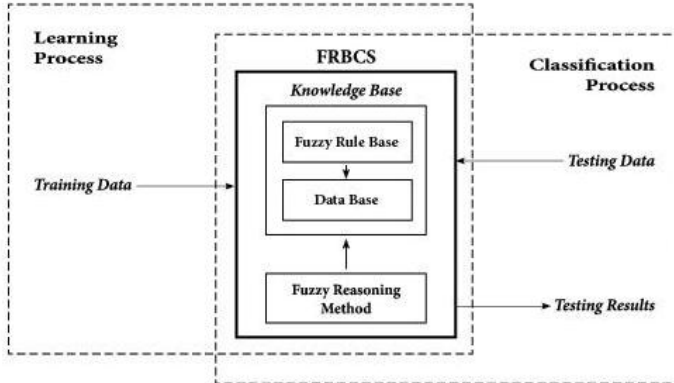 Learning
Process
FRBCS
Classification
Process
Knowledge Base
Fuzzy Rule Base
Data Base
Training Data
Testing Data
Fuzzy Reasoning
Method
Testing Results